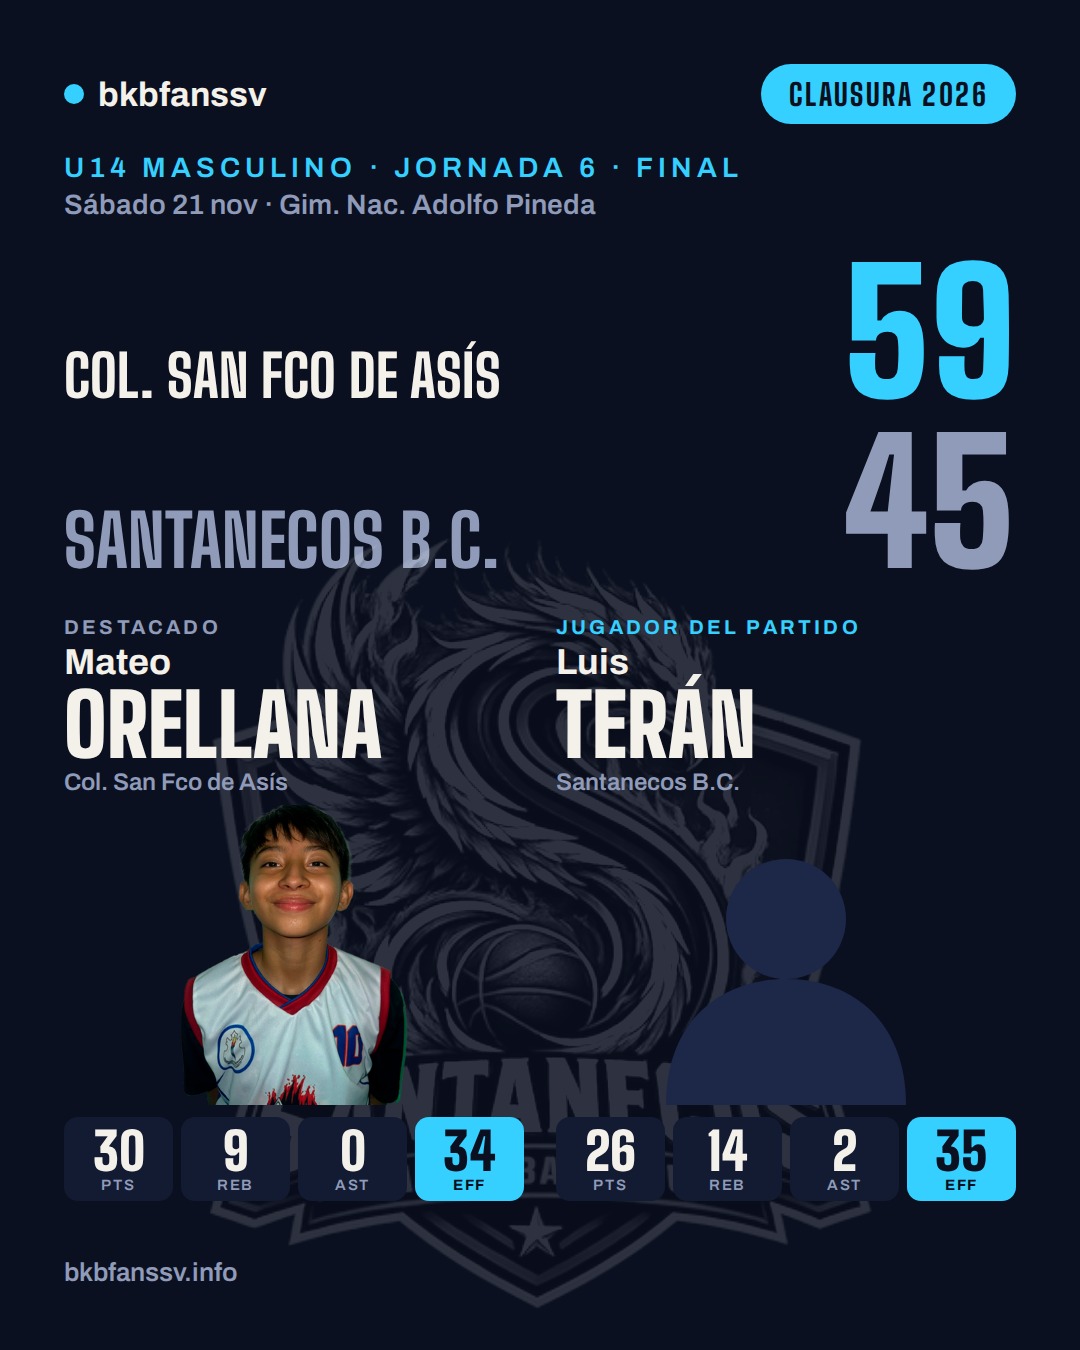 bkbfanssv
CLAUSURA 2026
U14 MASCULINO · JORNADA 6 · FINAL
Sábado 21 nov · Gim. Nac. Adolfo Pineda
COL. SAN FCO DE ASÍS
59
SANTANECOS B.C.
45
DESTACADO
Mateo
ORELLANA
Col. San Fco de Asís
JUGADOR DEL PARTIDO
Luis
TERÁN
Santanecos B.C.
10
SANTANECOS
30 PTS
9 REB
0 AST
34 EFF
26 PTS
14 REB
2 AST
35 EFF
bkbfanssv.info